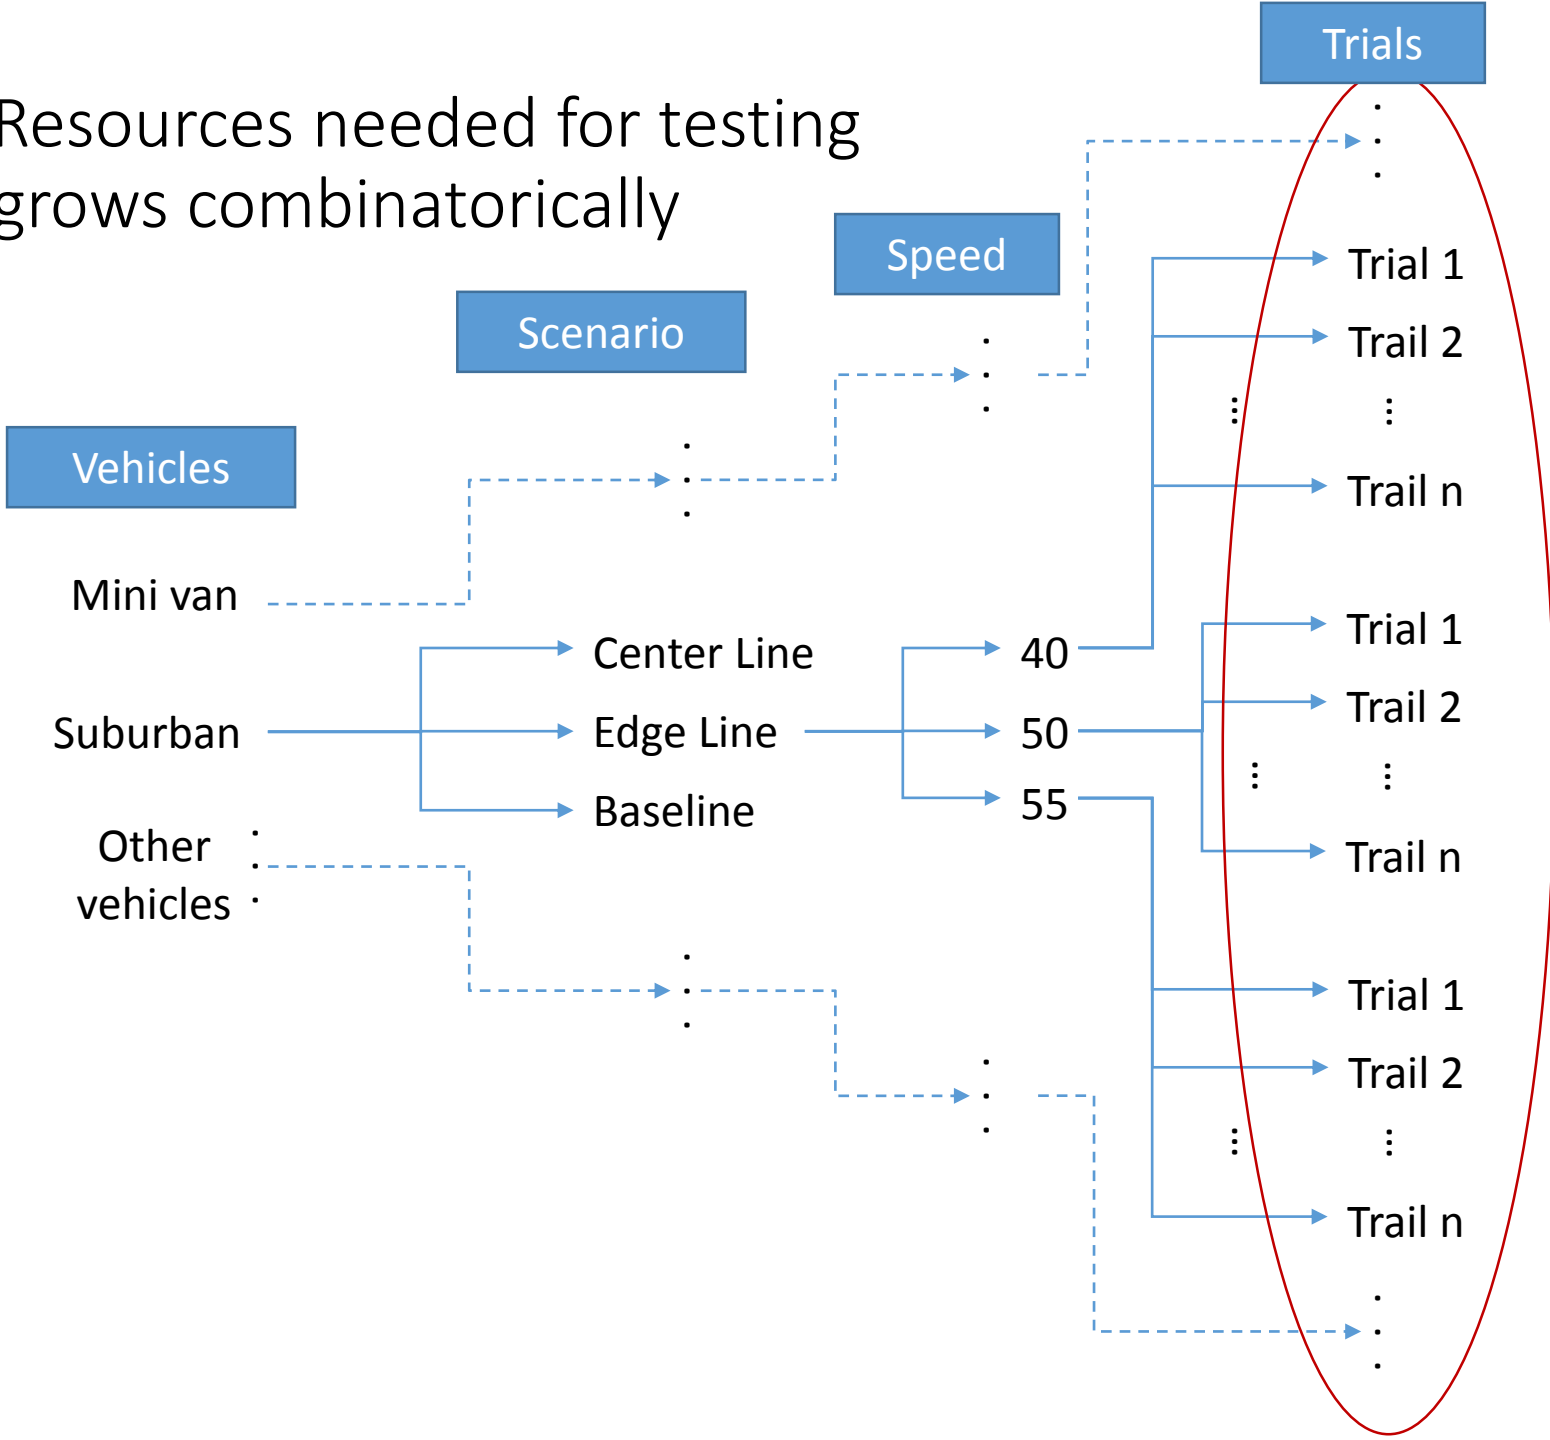 Resources needed for testing
grows combinatorically
Trials
Speed
Scenario
Vehicles
Mini van
Suburban
Other
vehicles
Center Line
Edge Line
Baseline
40
50
55
Trial 1
Trail 2
Trail n
Trial 1
Trail 2
Trail n
Trial 1
Trail 2
Trail n